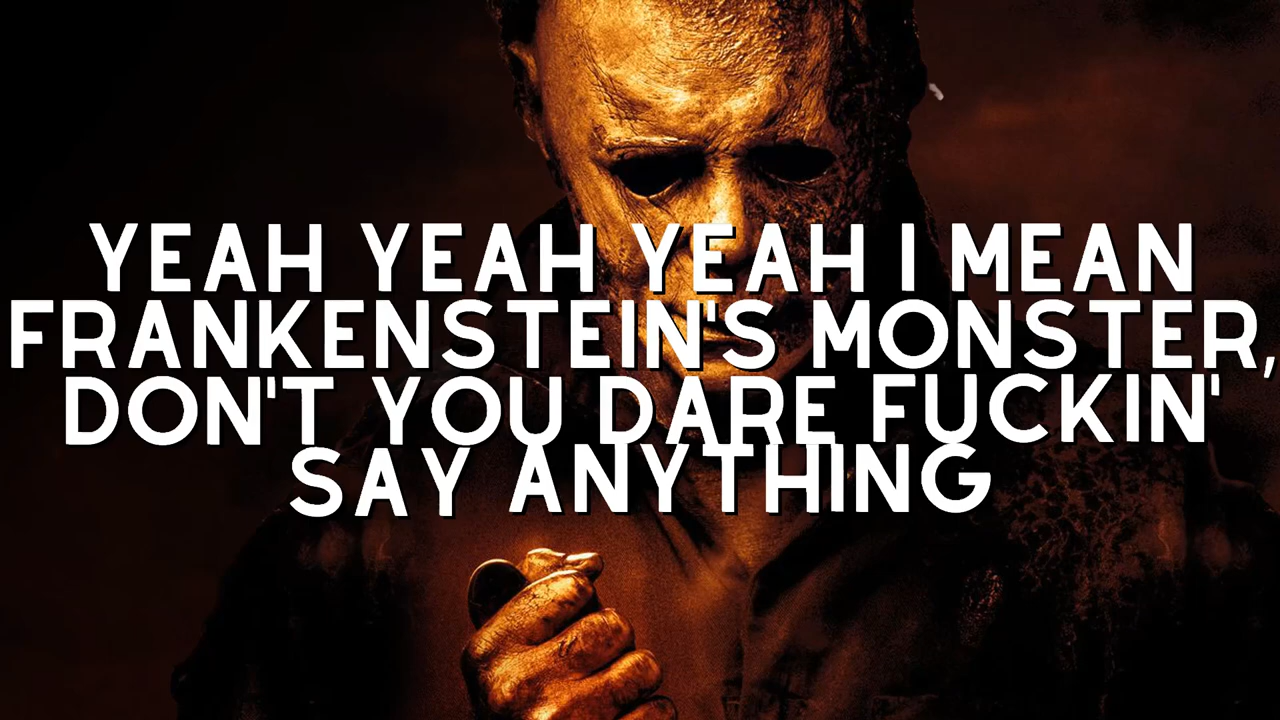 YEAH YEAH YEAH I MEAN
FRANKENSTEIN'S MONSTER,
DON'T YOU DARE FUCKIN'
SAY ANYTHING